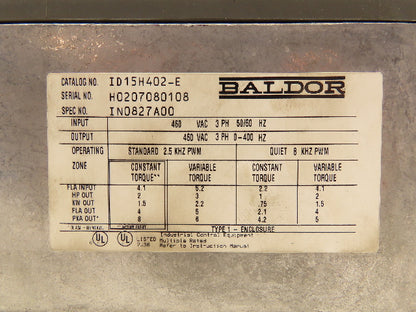 CATALOG NO. ID15H402-E
BALDOR
SERIAL NO. H0207080108
SPEC NO. IN0827A00
INPUT 460 VAC 3 PH 50/60 HZ
OUTPUT 460 VAC 3 PH 0-400 HZ
OPERATING STANDARD 2.5 KHZ PWM QUIET 8 KHZ PWM
ZONE CONSTANT TORQUE** VARIABLE TORQUE CONSTANT TORQUE VARIABLE TORQUE
FLA INPUT 4.1 5.2 2.2 4.1
HP OUT 2 3 1 2
KW OUT 1.5 2.2 .75 1.5
FLA OUT 4 5 2.1 4
PKA OUT* 8 6 4.2 5
TYPE 1 - ENCLOSURE
UL UL LISTED
Industrial Control Equipment
Multiple Rated
Refer to Instruction Manual